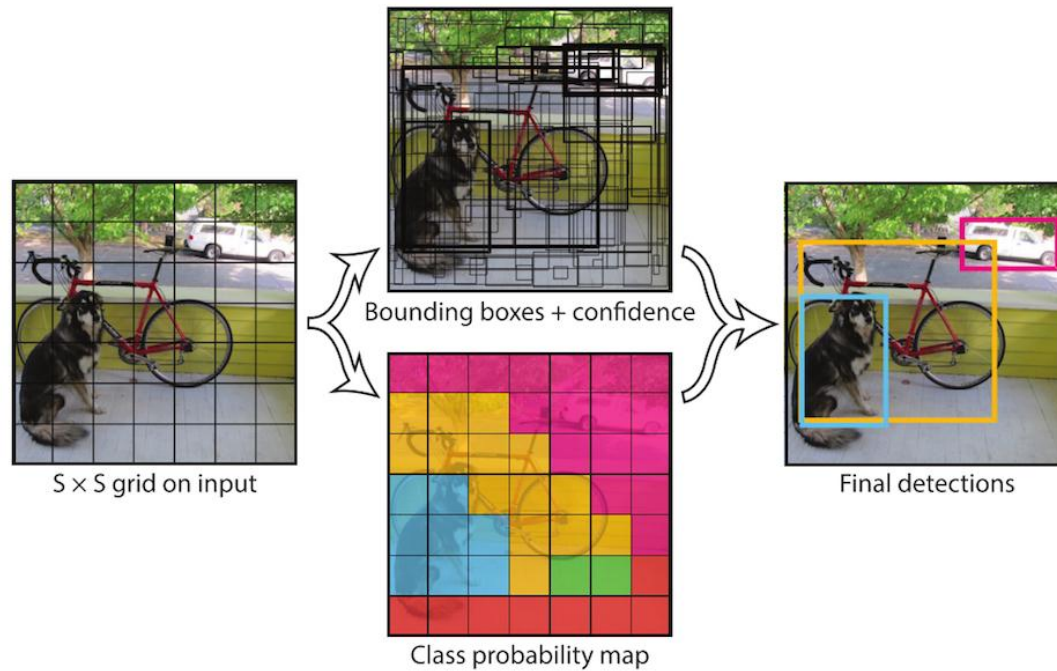 S × S grid on input
Bounding boxes + confidence
Class probability map
Final detections